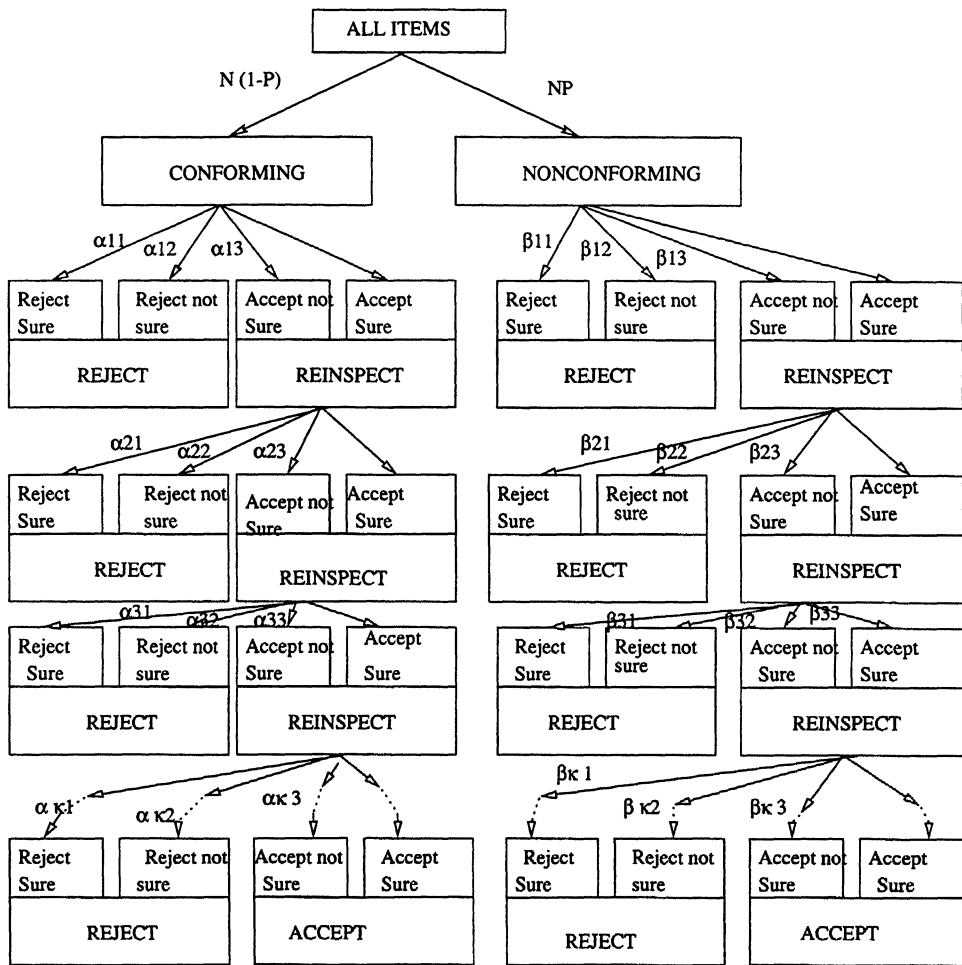 ALL ITEMS
N (1-P)
NP
CONFORMING
NONCONFORMING
α11
α12
α13
β11
β12
β13
Reject
Sure
Reject not
sure
Accept not
Sure
Accept
Sure
Reject
Sure
Reject not
sure
Accept not
Sure
Accept
Sure
REJECT
REINSPECT
REJECT
REINSPECT
α21
α22
α23
β21
β22
β23
Reject
Sure
Reject not
sure
Accept not
Sure
Accept
Sure
Reject
Sure
Reject not
sure
Accept not
Sure
Accept
Sure
REJECT
REINSPECT
REJECT
REINSPECT
α31
α32
α33
β31
β32
β33
Reject
Sure
Reject not
sure
Accept not
Sure
Accept
Sure
Reject
Sure
Reject not
sure
Accept not
Sure
Accept
Sure
REJECT
REINSPECT
REJECT
REINSPECT
α κ1
α κ2
ακ 3
βκ 1
β κ2
βκ 3
Reject
Sure
Reject not
sure
Accept not
Sure
Accept
Sure
Reject
Sure
Reject not
sure
Accept not
Sure
Accept
Sure
REJECT
ACCEPT
REJECT
ACCEPT